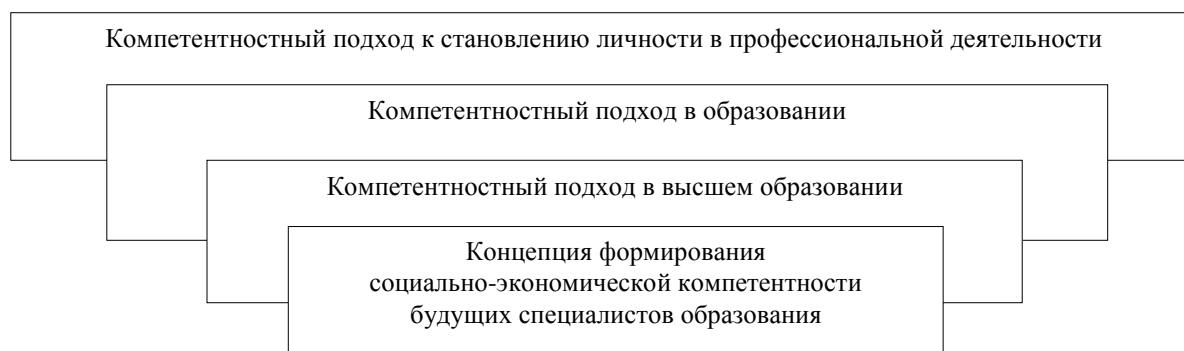 Компетентностный подход к становлению личности в профессиональной деятельности
Компетентностный подход в образовании
Компетентностный подход в высшем образовании
Концепция формирования
социально-экономической компетентности
будущих специалистов образования